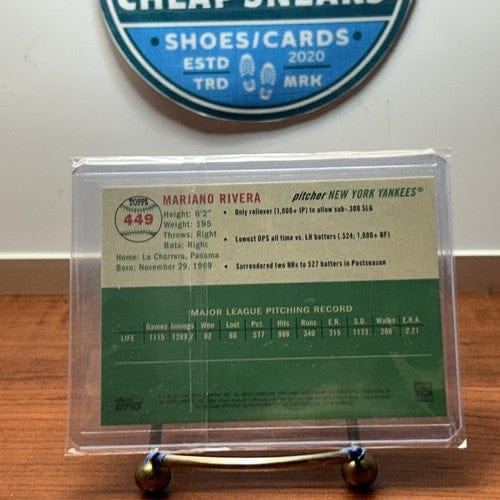 CHEAP SNEAKS
SHOES/CARDS
ESTD 2020
TRD MRK
TOPPS
449
MARIANO RIVERA
pitcher NEW YORK YANKEES®
Height: 6'2"
Weight: 195
Throws: Right
Bats: Right
Home: La Chorrera, Panama
Born: November 29, 1969
• Only reliever (1,000+ IP) to allow sub-.300 SLG
• Lowest OPS all time vs. LH batters (.524; 1,000+ BF)
• Surrendered two HRs to 527 batters in Postseason
MAJOR LEAGUE PITCHING RECORD
Games Innings Won Lost Pct. Hits Runs E.R. S.O. Walks E.R.A.
LIFE 1115 1283.2 82 60 .577 998 340 315 1173 286 2.21
Topps